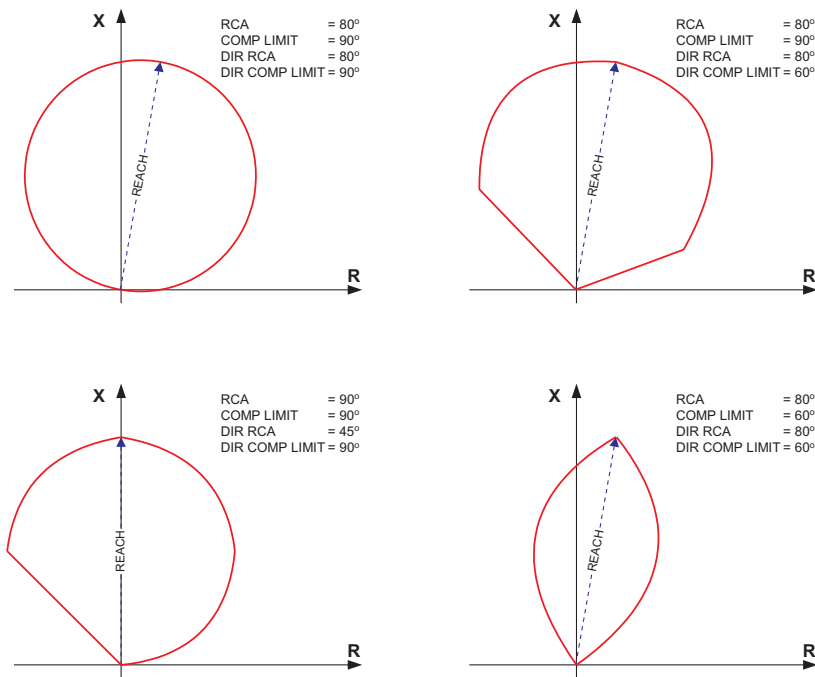 X
RCA = 80º
COMP LIMIT = 90º
DIR RCA = 80º
DIR COMP LIMIT = 90º
REACH
R
X
RCA = 80º
COMP LIMIT = 90º
DIR RCA = 80º
DIR COMP LIMIT = 60º
REACH
R
X
RCA = 90º
COMP LIMIT = 90º
DIR RCA = 45º
DIR COMP LIMIT = 90º
REACH
R
X
RCA = 80º
COMP LIMIT = 60º
DIR RCA = 80º
DIR COMP LIMIT = 60º
REACH
R